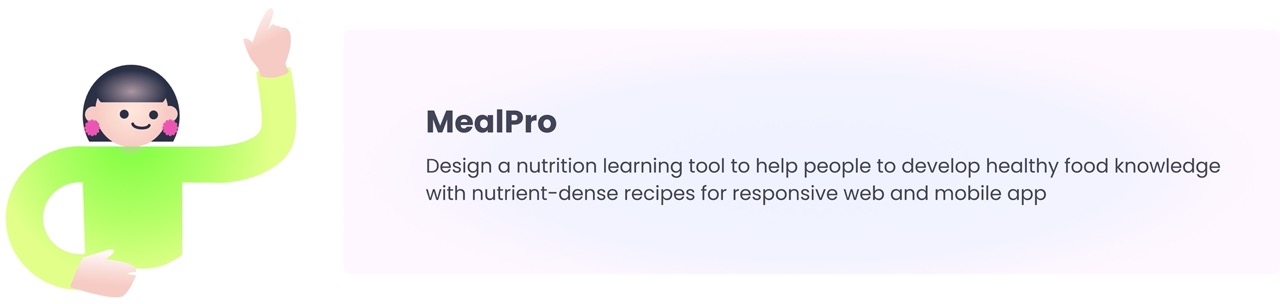 MealPro
Design a nutrition learning tool to help people to develop healthy food knowledge
with nutrient-dense recipes for responsive web and mobile app